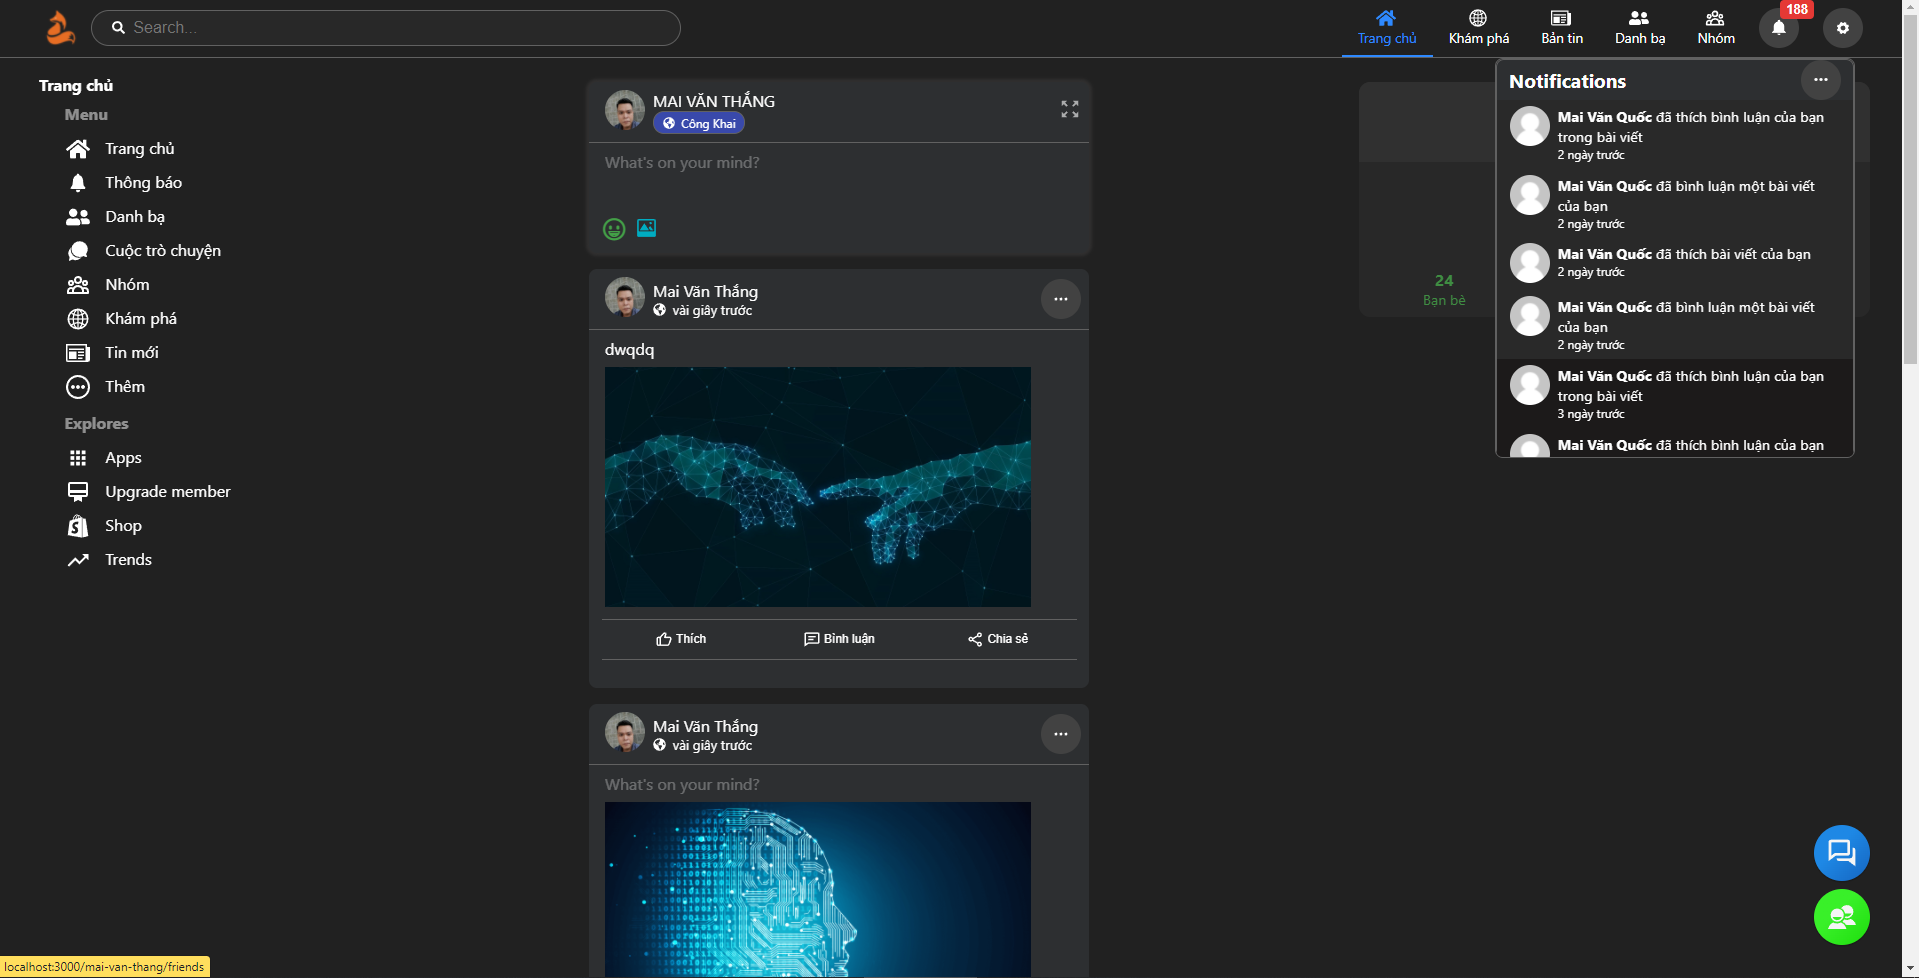 Search...
Trang chủ
Khám phá
Bản tin
Danh bạ
Nhóm
188
Trang chủ
Menu
Trang chủ
Thông báo
Danh bạ
Cuộc trò chuyện
Nhóm
Khám phá
Tin mới
Thêm
Explores
Apps
Upgrade member
Shop
Trends
MAI VĂN THẮNG
Công Khai
What's on your mind?
Mai Văn Thắng
vài giây trước
dwqdq
Thích
Bình luận
Chia sẻ
Mai Văn Thắng
vài giây trước
What's on your mind?
24
Bạn bè
Notifications
Mai Văn Quốc đã thích bình luận của bạn
trong bài viết
2 ngày trước
Mai Văn Quốc đã bình luận một bài viết
của bạn
2 ngày trước
Mai Văn Quốc đã thích bài viết của bạn
2 ngày trước
Mai Văn Quốc đã bình luận một bài viết
của bạn
2 ngày trước
Mai Văn Quốc đã thích bình luận của bạn
trong bài viết
3 ngày trước
Mai Văn Quốc đã thích bình luận của bạn
localhost:3000/mai-van-thang/friends